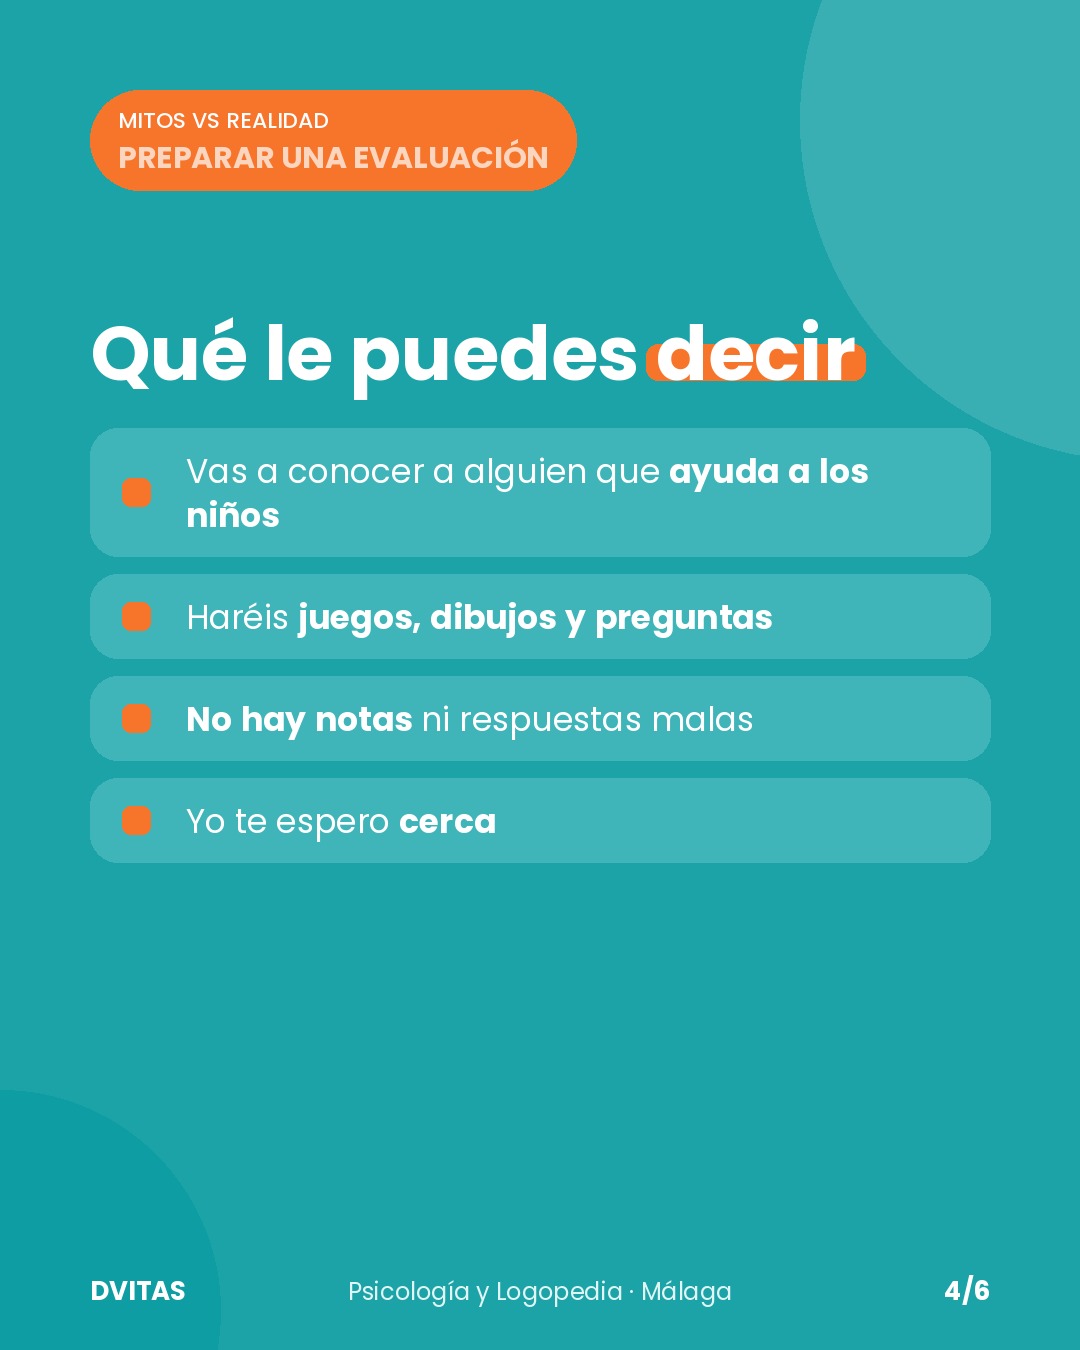 MITOS VS REALIDAD
PREPARAR UNA EVALUACIÓN
Qué le puedes decir
Vas a conocer a alguien que ayuda a los
niños
Haréis juegos, dibujos y preguntas
No hay notas ni respuestas malas
Yo te espero cerca
DVITAS
Psicología y Logopedia · Málaga
4/6